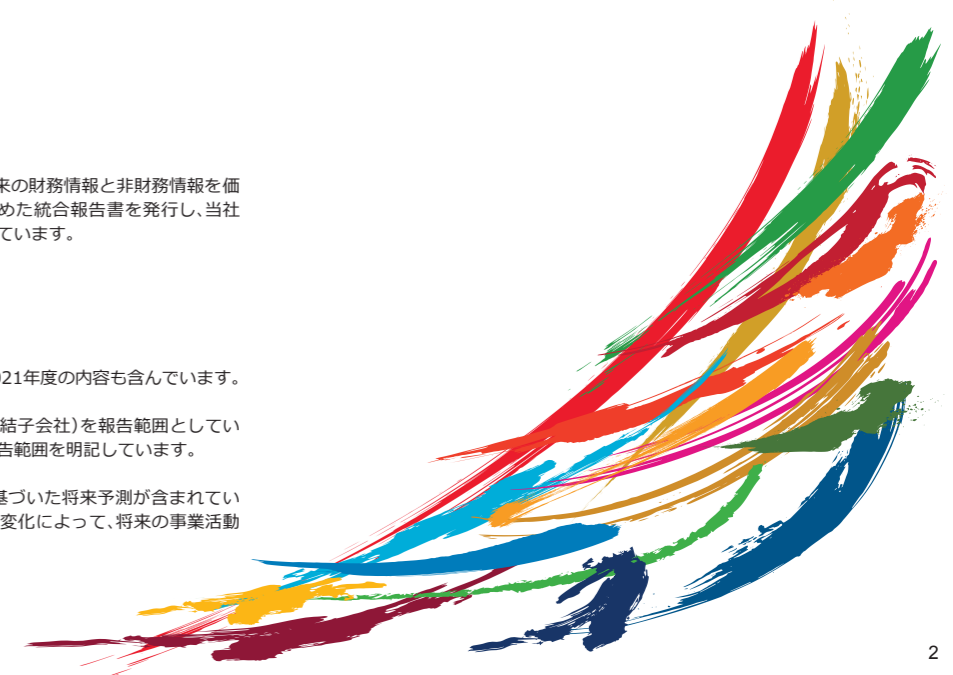 来の財務情報と非財務情報を価
めた統合報告書を発行し、当社
ています。
21年度の内容も含んでいます。
結子会社）を報告範囲としてい
告範囲を明記しています。
基づいた将来予測が含まれてい
変化によって、将来の事業活動
2